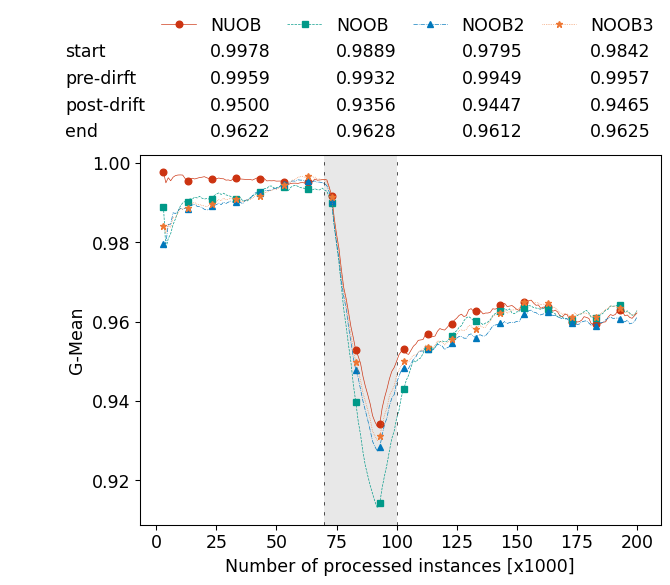 NUOB NOOB NOOB2 NOOB3
start 0.9978 0.9889 0.9795 0.9842
pre-dirft 0.9959 0.9932 0.9949 0.9957
post-drift 0.9500 0.9356 0.9447 0.9465
end 0.9622 0.9628 0.9612 0.9625
1.00
0.98
0.96
0.94
0.92
G-Mean
0 25 50 75 100 125 150 175 200
Number of processed instances [x1000]